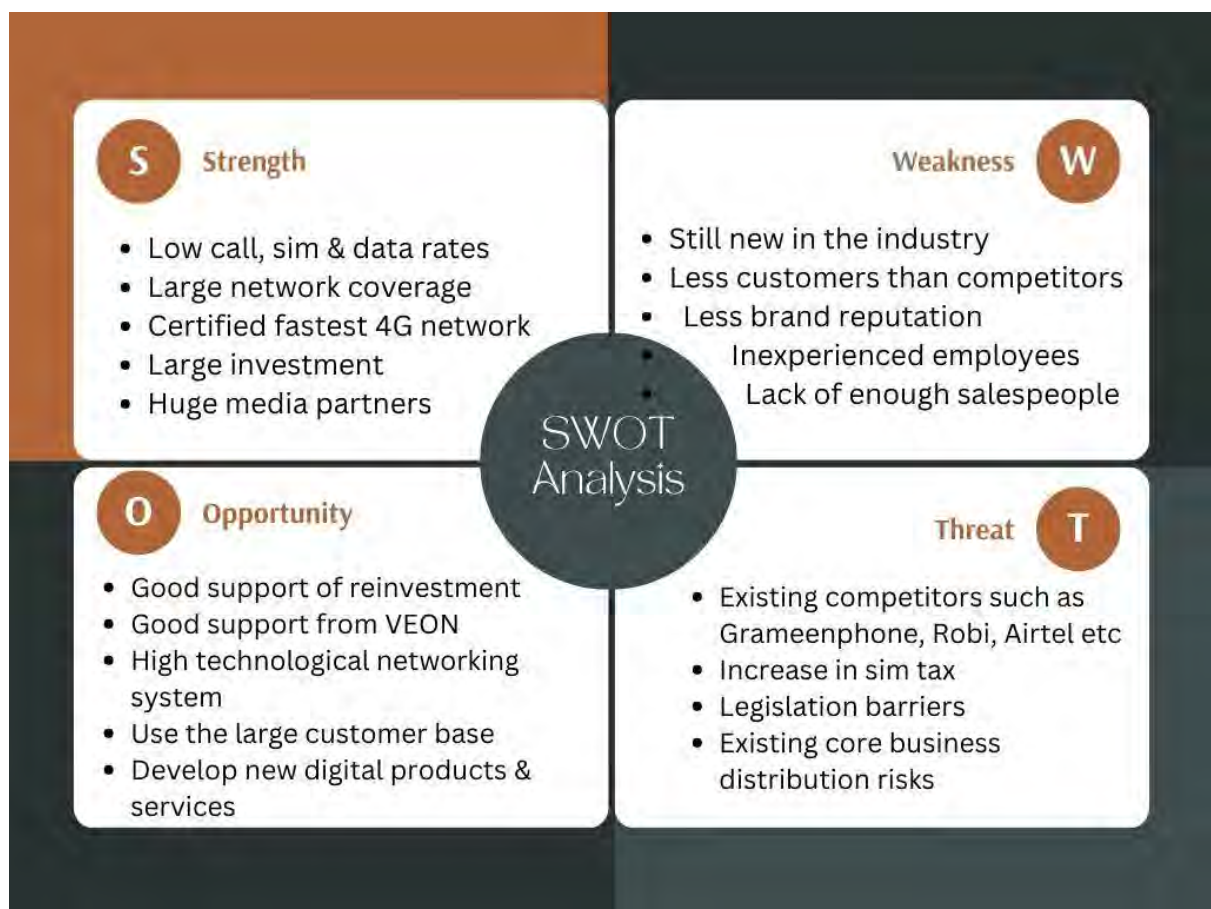 S
Strength
• Low call, sim & data rates
• Large network coverage
• Certified fastest 4G network
• Large investment
• Huge media partners
Weakness
W
• Still new in the industry
• Less customers than competitors
• Less brand reputation
• Inexperienced employees
• Lack of enough salespeople
SWOT
Analysis
O
Opportunity
• Good support of reinvestment
• Good support from VEON
• High technological networking
system
• Use the large customer base
• Develop new digital products &
services
Threat
T
• Existing competitors such as
Grameenphone, Robi, Airtel etc
• Increase in sim tax
• Legislation barriers
• Existing core business
distribution risks